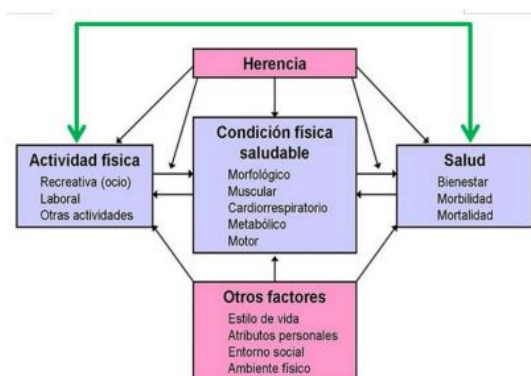 Herencia
Actividad física
Recreativa (ocio)
Laboral
Otras actividades
Condición física
saludable
Morfológico
Muscular
Cardiorrespiratorio
Metabólico
Motor
Salud
Bienestar
Morbilidad
Mortalidad
Otros factores
Estilo de vida
Atributos personales
Entorno social
Ambiente físico